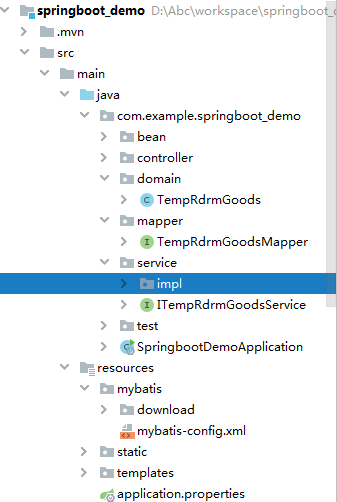 springboot_demo D:\Abc\workspace\springboot_
.mvn
src
main
java
com.example.springboot_demo
bean
controller
domain
TempRdrmGoods
mapper
TempRdrmGoodsMapper
service
impl
ITempRdrmGoodsService
test
SpringbootDemoApplication
resources
mybatis
download
mybatis-config.xml
static
templates
application.properties